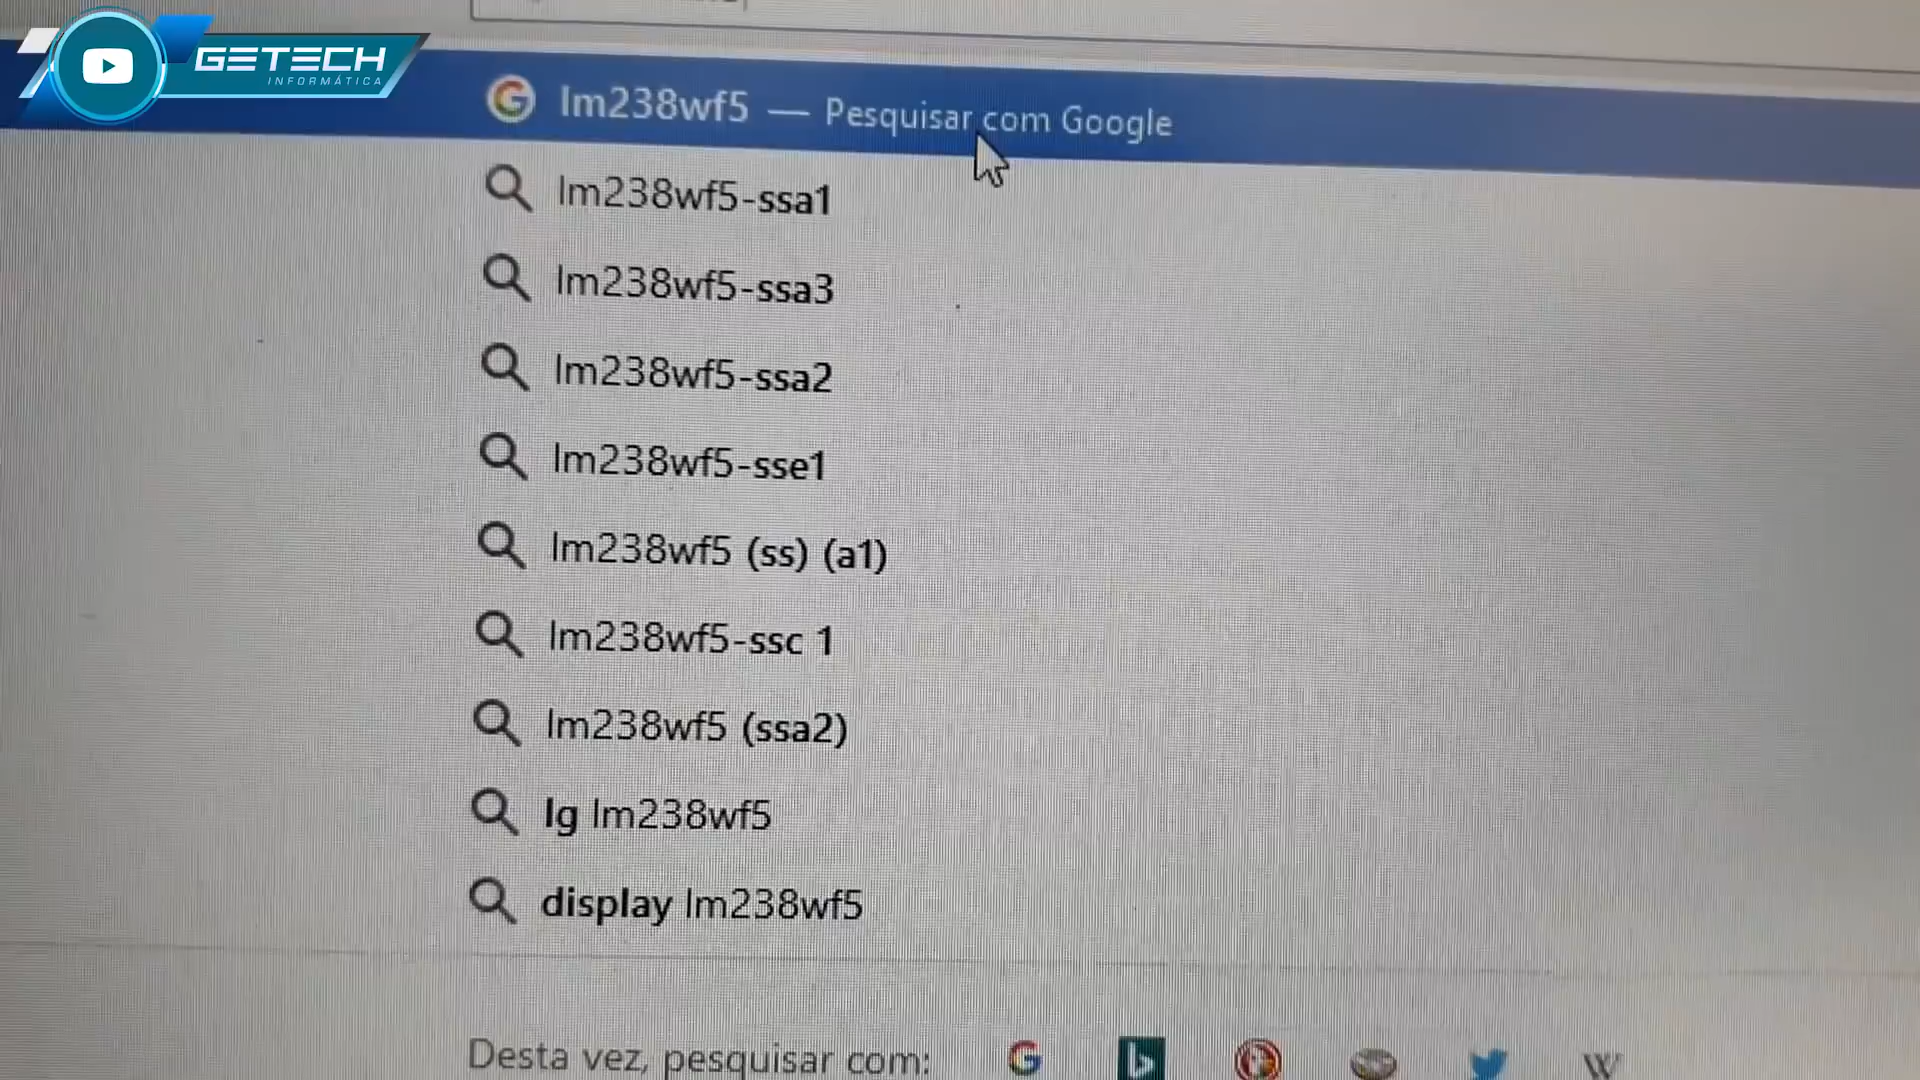 GETECH
INFORMÁTICA
lm238wf5 — Pesquisar com Google
lm238wf5-ssa1
lm238wf5-ssa3
lm238wf5-ssa2
lm238wf5-sse1
lm238wf5 (ss) (a1)
lm238wf5-ssc 1
lm238wf5 (ssa2)
lg lm238wf5
display lm238wf5
Desta vez, pesquisar com: